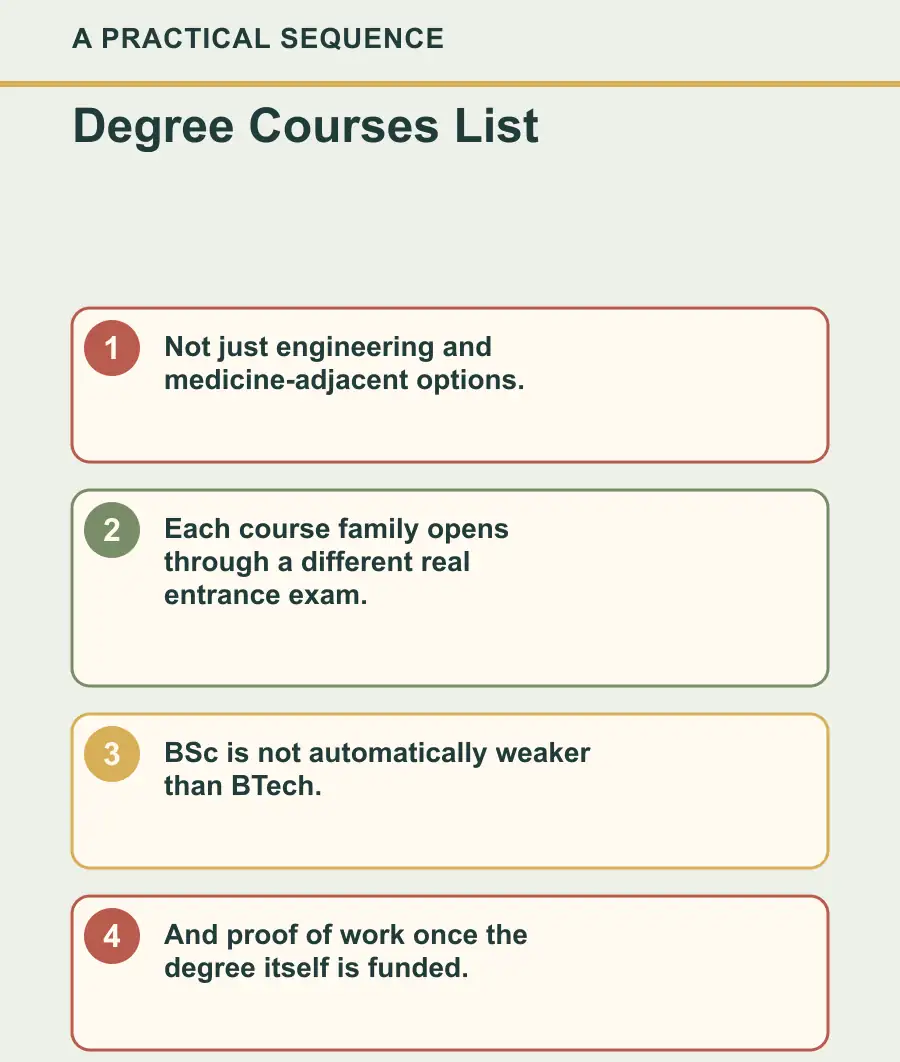 A PRACTICAL SEQUENCE
Degree Courses List
1
Not just engineering and
medicine-adjacent options.
2
Each course family opens
through a different real
entrance exam.
3
BSc is not automatically weaker
than BTech.
4
And proof of work once the
degree itself is funded.